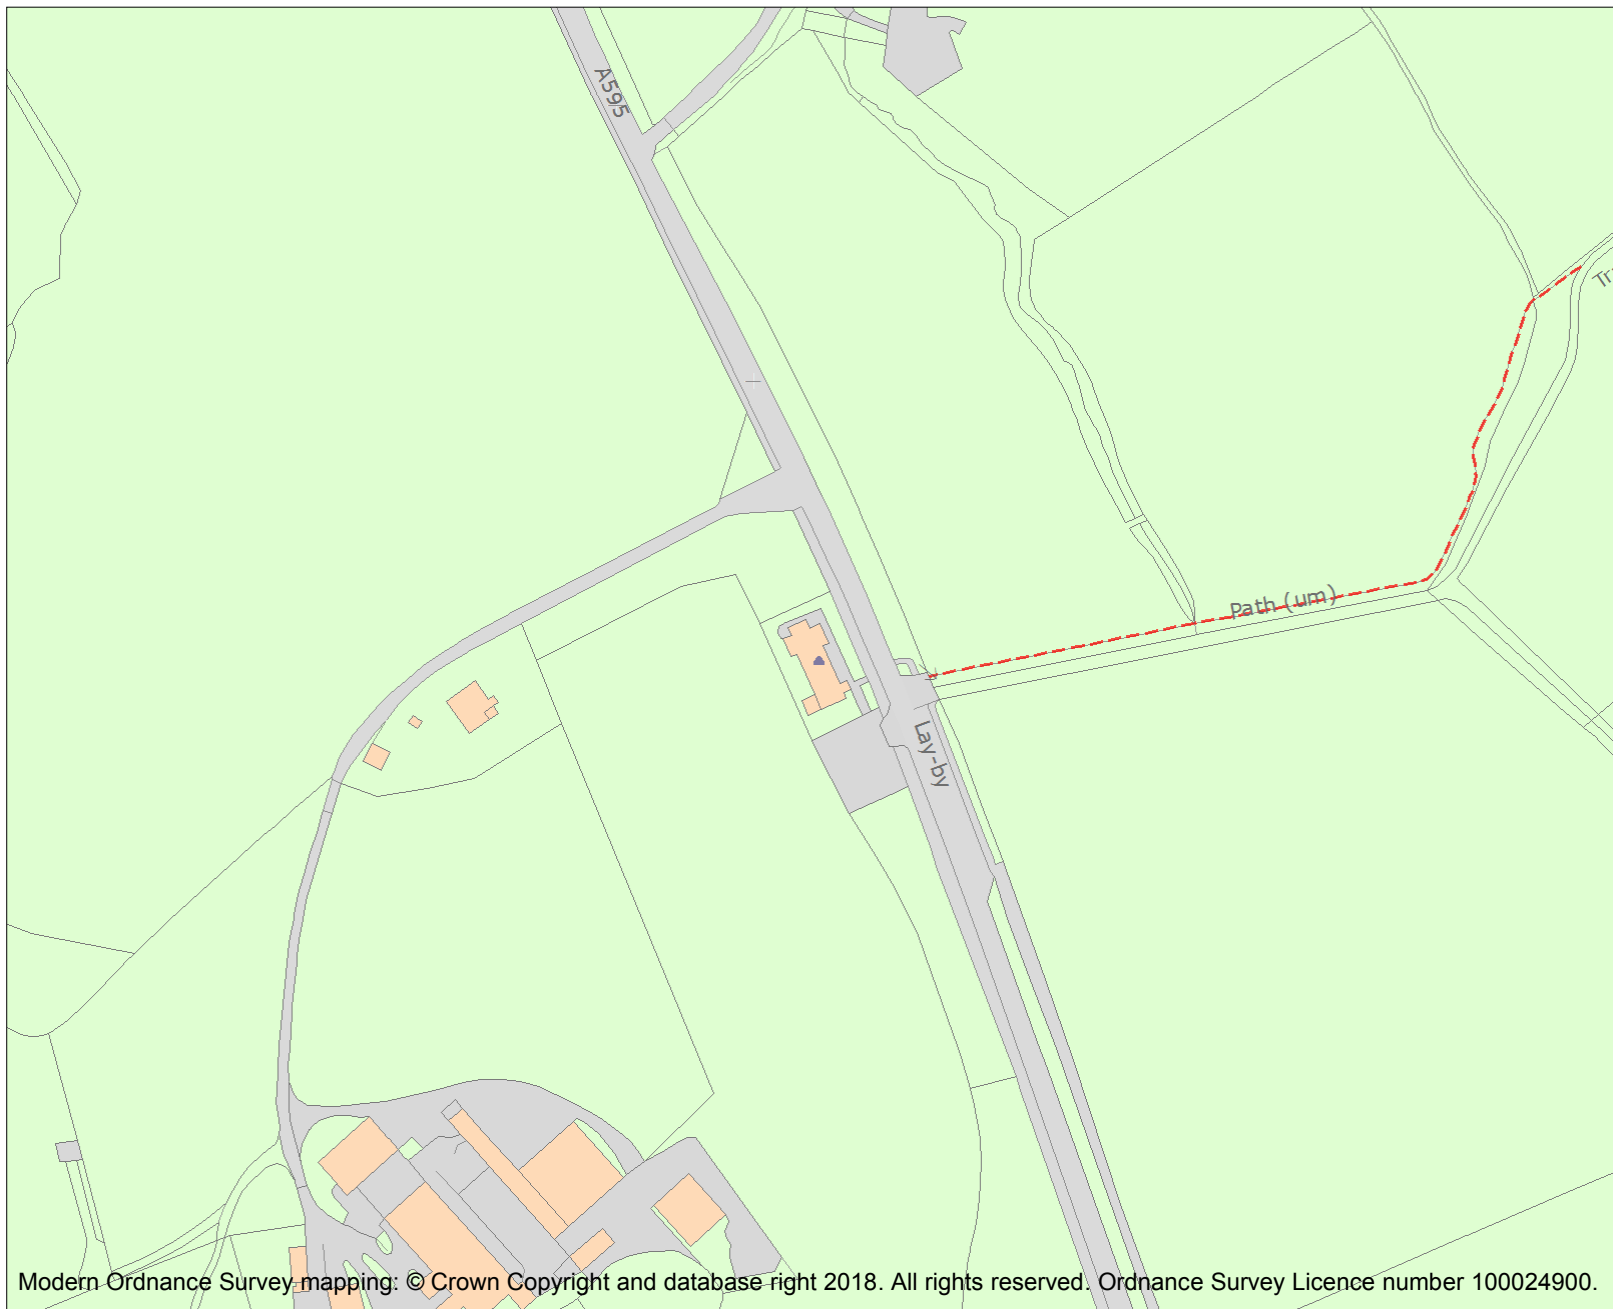 A595
Tr
Path (um)
Lay-by
Modern Ordnance Survey mapping: © Crown Copyright and database right 2018. All rights reserved. Ordnance Survey Licence number 100024900.